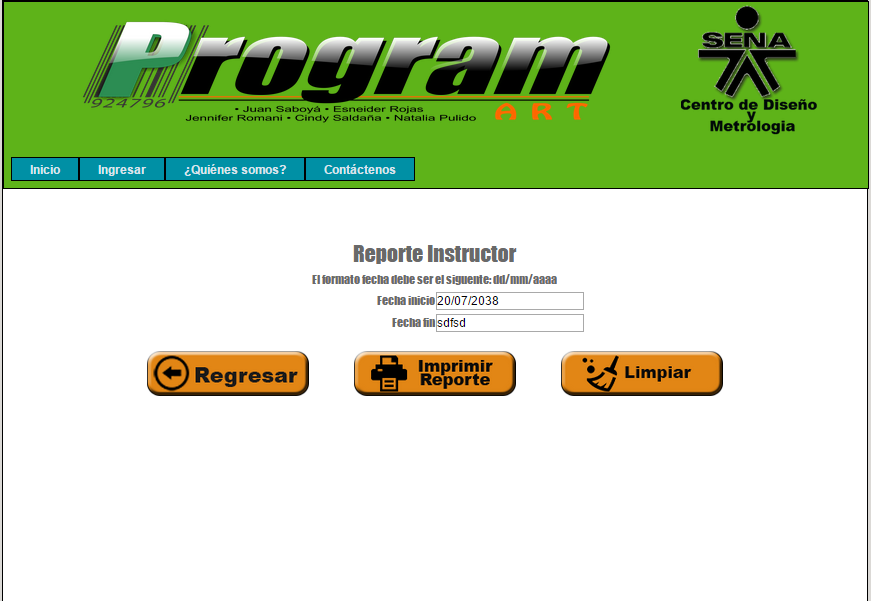 Program
924796
• Juan Saboyá • Esneider Rojas
Jennifer Romani • Cindy Saldaña • Natalia Pulido
ART
SENA
Centro de Diseño
y
Metrologia
Inicio
Ingresar
¿Quiénes somos?
Contáctenos
Reporte Instructor
El formato fecha debe ser el siguente: dd/mm/aaaa
Fecha inicio 20/07/2038
Fecha fin sdfsd
Regresar
Imprimir
Reporte
Limpiar